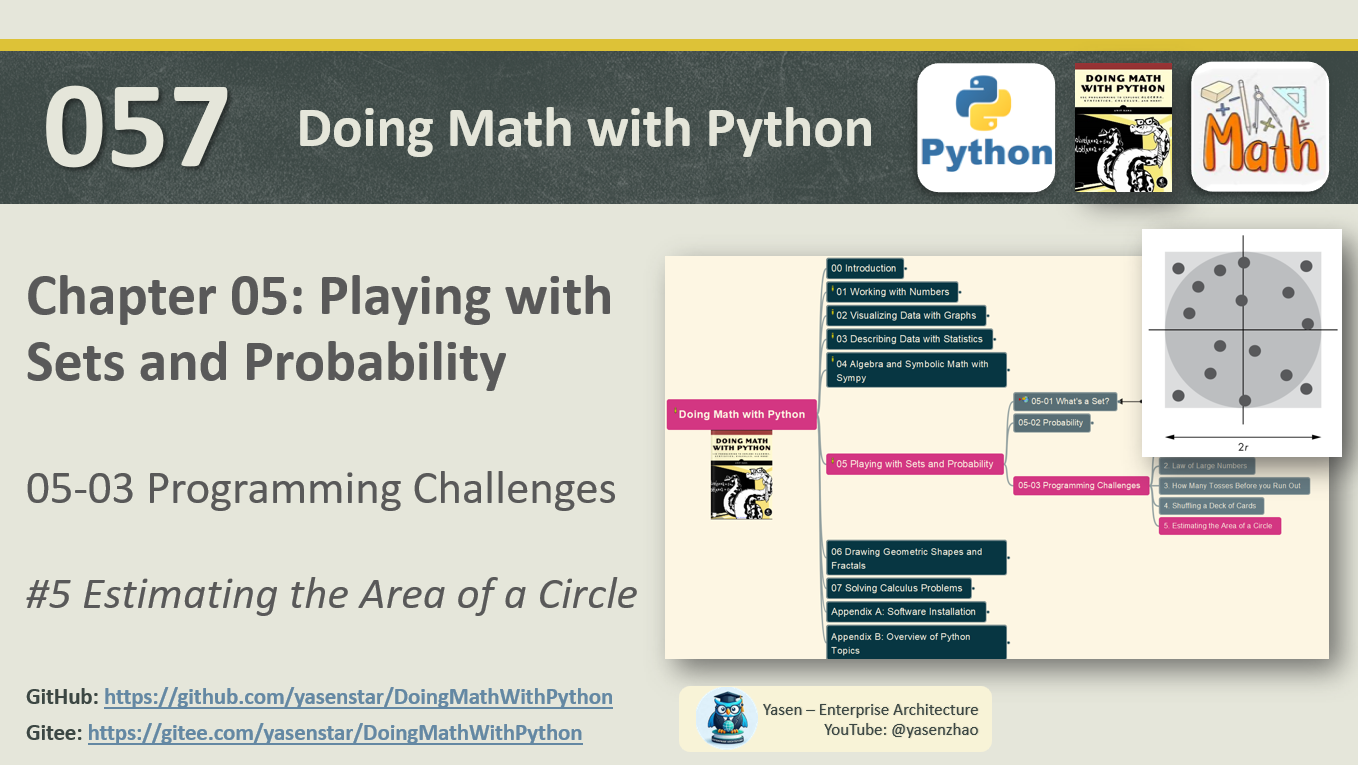 057
Doing Math with Python
Python
DOING MATH
WITH PYTHON
Math
Chapter 05: Playing with
Sets and Probability
05-03 Programming Challenges
#5 Estimating the Area of a Circle
GitHub: https://github.com/yasenstar/DoingMathWithPython
Gitee: https://gitee.com/yasenstar/DoingMathWithPython
Doing Math with Python
DOING MATH
WITH PYTHON
00 Introduction
01 Working with Numbers
02 Visualizing Data with Graphs
03 Describing Data with Statistics
04 Algebra and Symbolic Math with
Sympy
05 Playing with Sets and Probability
05-01 What's a Set?
05-02 Probability
05-03 Programming Challenges
2. Law of Large Numbers
3. How Many Tosses Before you Run Out
4. Shuffling a Deck of Cards
5. Estimating the Area of a Circle
06 Drawing Geometric Shapes and
Fractals
07 Solving Calculus Problems
Appendix A: Software Installation
Appendix B: Overview of Python
Topics
2r
Yasen – Enterprise Architecture
YouTube: @yasenzhao